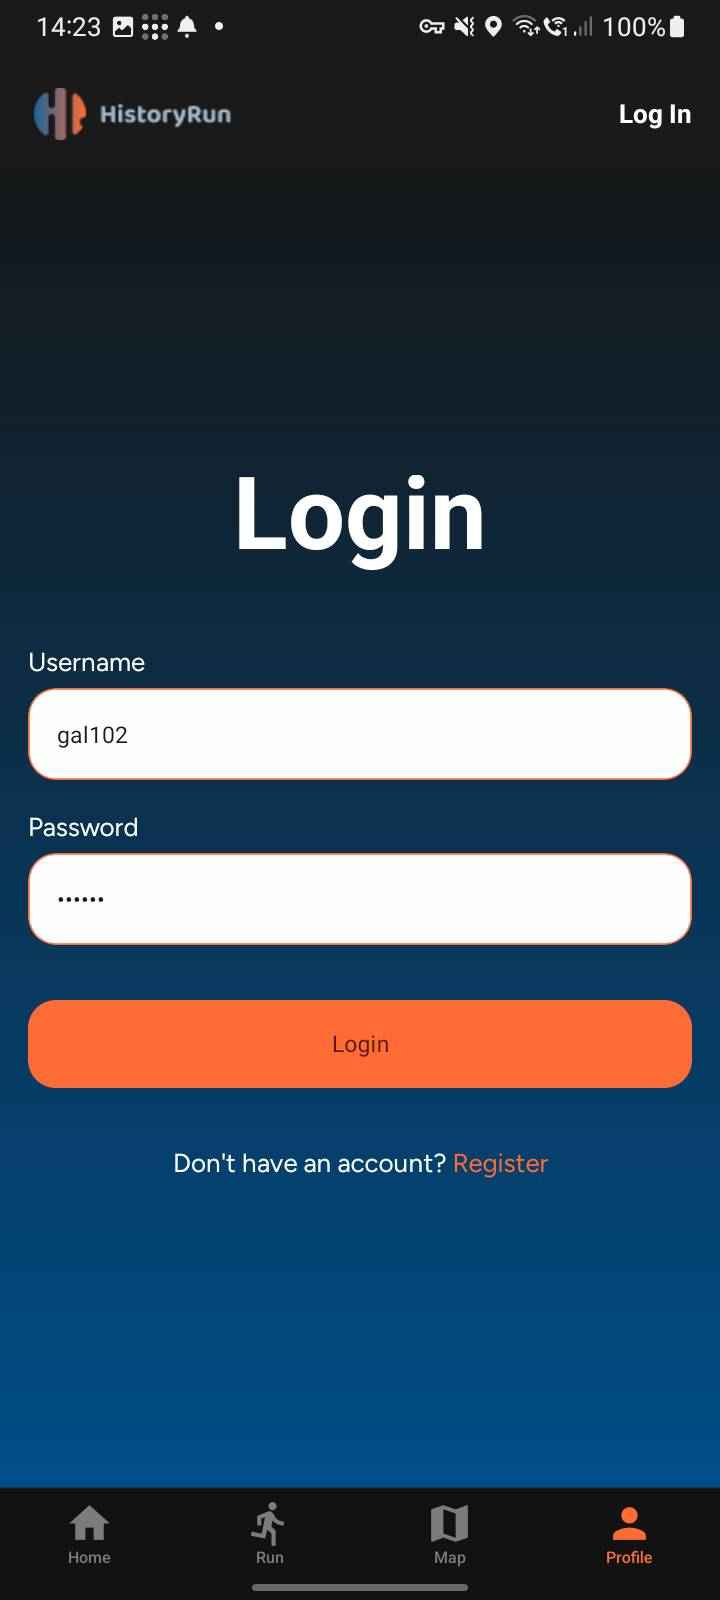 14:23 100%
HistoryRun Log In
Login
Username
gal102
Password
••••••
Login
Don't have an account? Register
Home Run Map Profile